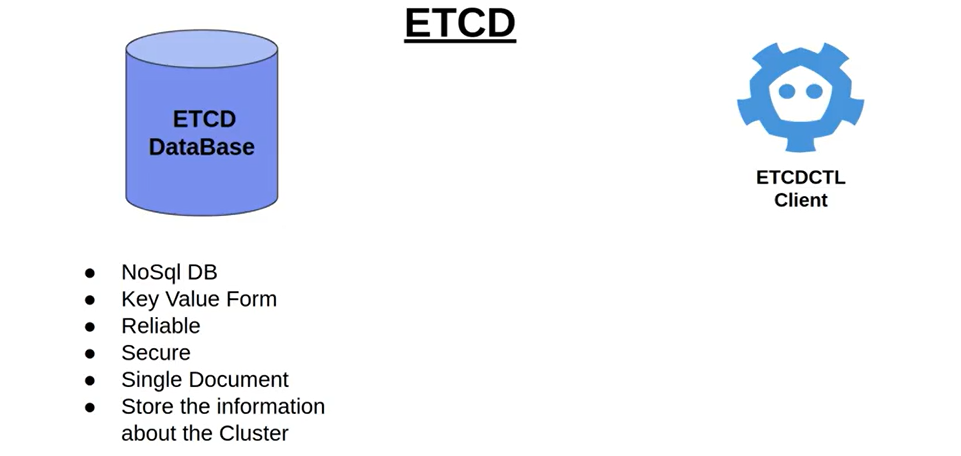 ETCD
ETCD
DataBase
ETCDCTL
Client
● NoSql DB
● Key Value Form
● Reliable
● Secure
● Single Document
● Store the information
about the Cluster